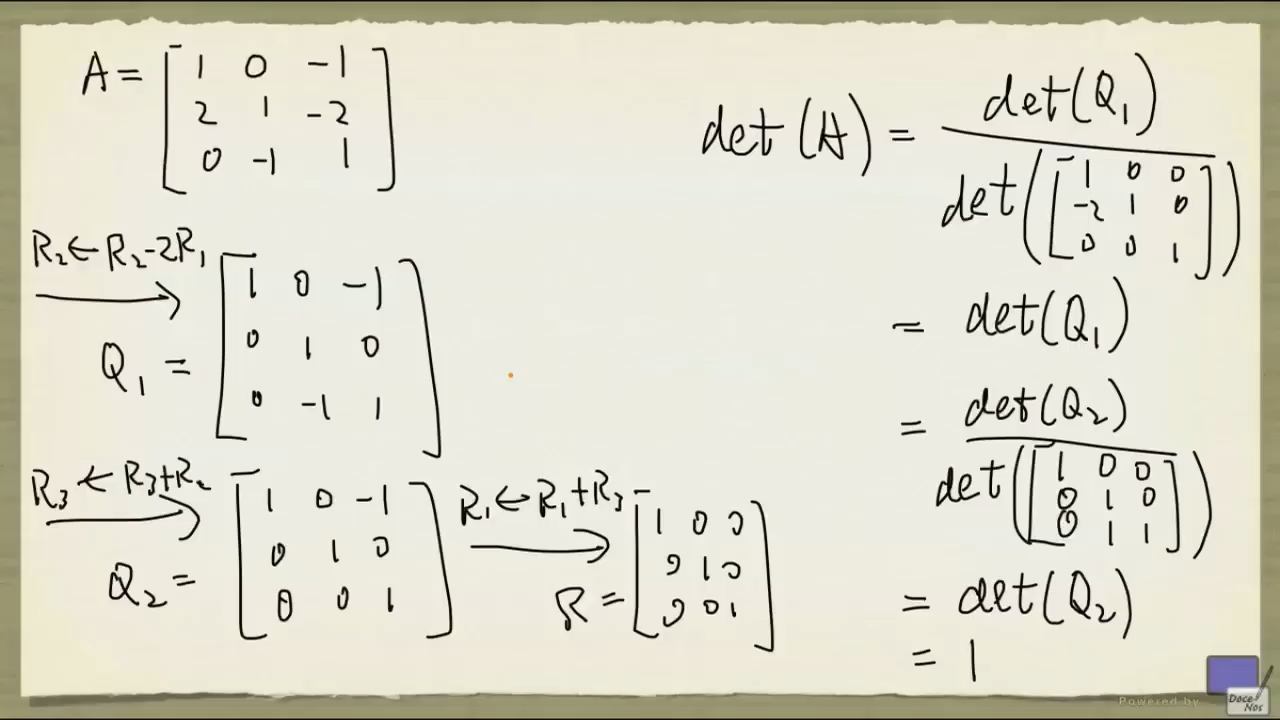 A = [ 1 0 -1
2 1 -2
0 -1 1 ]
R₂ ← R₂-2R₁
Q₁ = [ 1 0 -1
0 1 0
0 -1 1 ]
R₃ ← R₃+R₂
Q₂ = [ 1 0 -1
0 1 0
0 0 1 ]
R₁ ← R₁+R₃
R = [ 1 0 0
0 1 0
0 0 1 ]
det(A) = det(Q₁)
det([ 1 0 0
-2 1 0
0 0 1 ])
= det(Q₁)
= det(Q₂)
det([ 1 0 0
0 1 0
0 1 1 ])
= det(Q₂)
= 1
Powered by
Doce
Nos